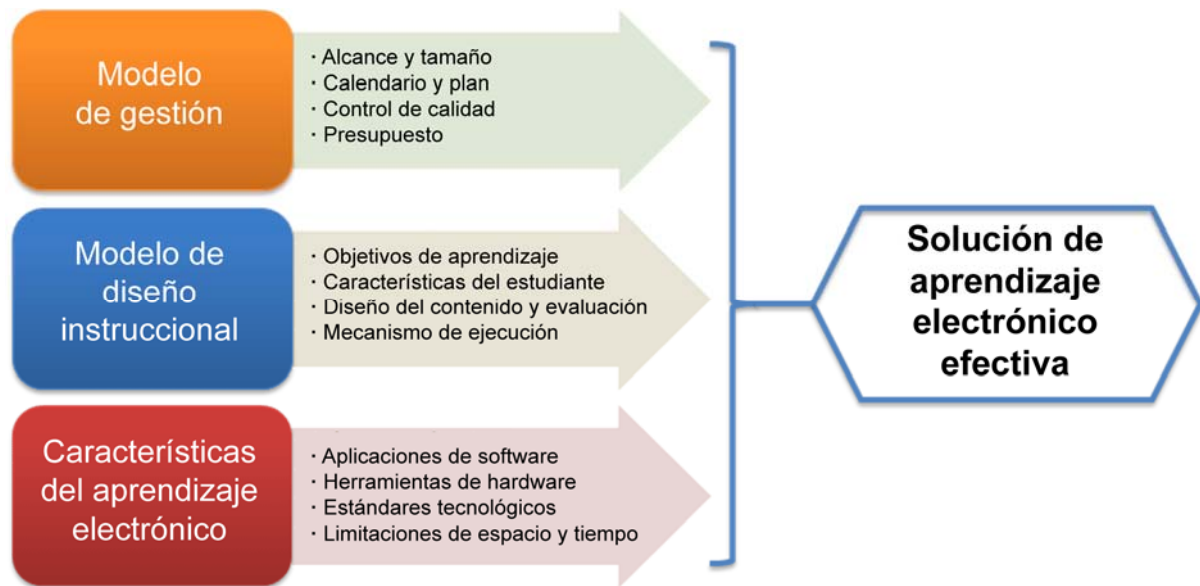 Modelo
de gestión
· Alcance y tamaño
· Calendario y plan
· Control de calidad
· Presupuesto
Modelo de
diseño
instruccional
· Objetivos de aprendizaje
· Características del estudiante
· Diseño del contenido y evaluación
· Mecanismo de ejecución
Características
del aprendizaje
electrónico
· Aplicaciones de software
· Herramientas de hardware
· Estándares tecnológicos
· Limitaciones de espacio y tiempo
Solución de
aprendizaje
electrónico
efectiva